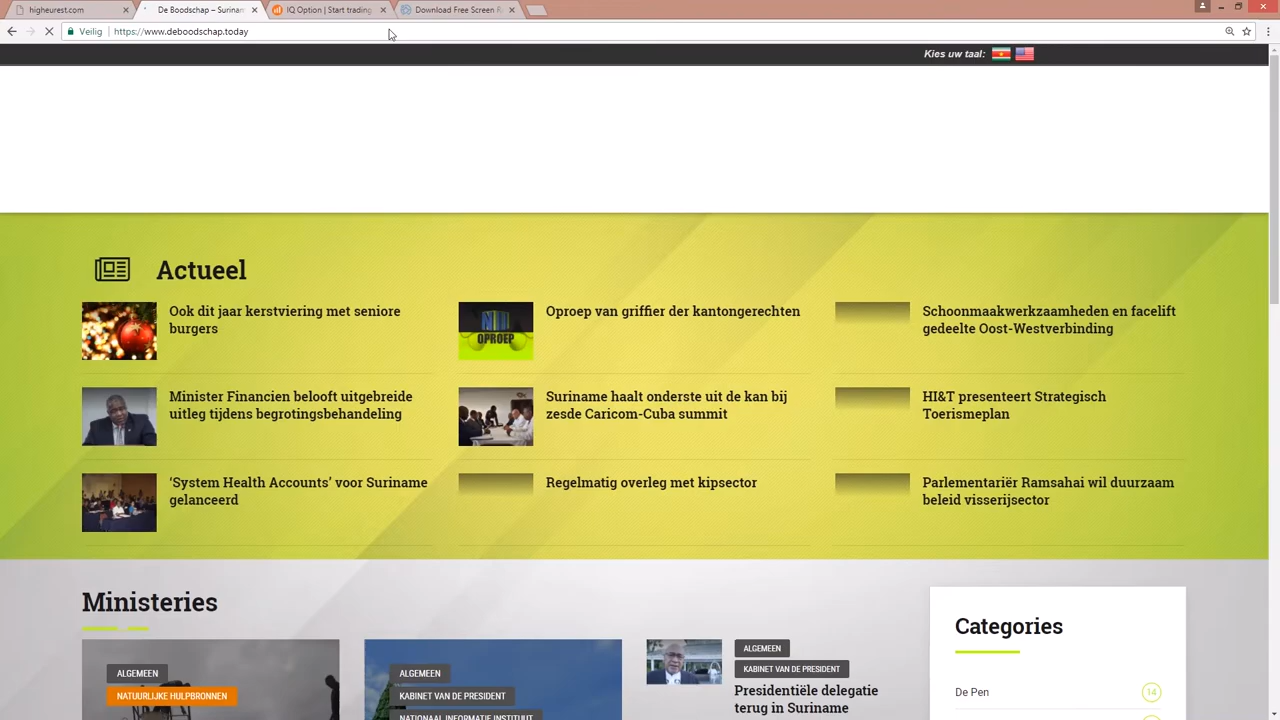 higheurest.com
De Boodschap – Surinam
IQ Option | Start trading
Download Free Screen R
Veilig
https://www.deboodschap.today
Kies uw taal:
Actueel
Ook dit jaar kerstviering met seniore
burgers
Oproep van griffier der kantongerechten
Schoonmaakwerkzaamheden en facelift
gedeelte Oost-Westverbinding
OPROEP
Minister Financien belooft uitgebreide
uitleg tijdens begrotingsbehandeling
Suriname haalt onderste uit de kan bij
zesde Caricom-Cuba summit
HI&T presenteert Strategisch
Toerismeplan
‘System Health Accounts’ voor Suriname
gelanceerd
Regelmatig overleg met kipsector
Parlementariër Ramsahai wil duurzaam
beleid visserijsector
Ministeries
ALGEMEEN
NATUURLIJKE HULPBRONNEN
ALGEMEEN
KABINET VAN DE PRESIDENT
NATIONAAL INFORMATIE INSTITUUT
ALGEMEEN
KABINET VAN DE PRESIDENT
Presidentiële delegatie
terug in Suriname
Categories
De Pen
14